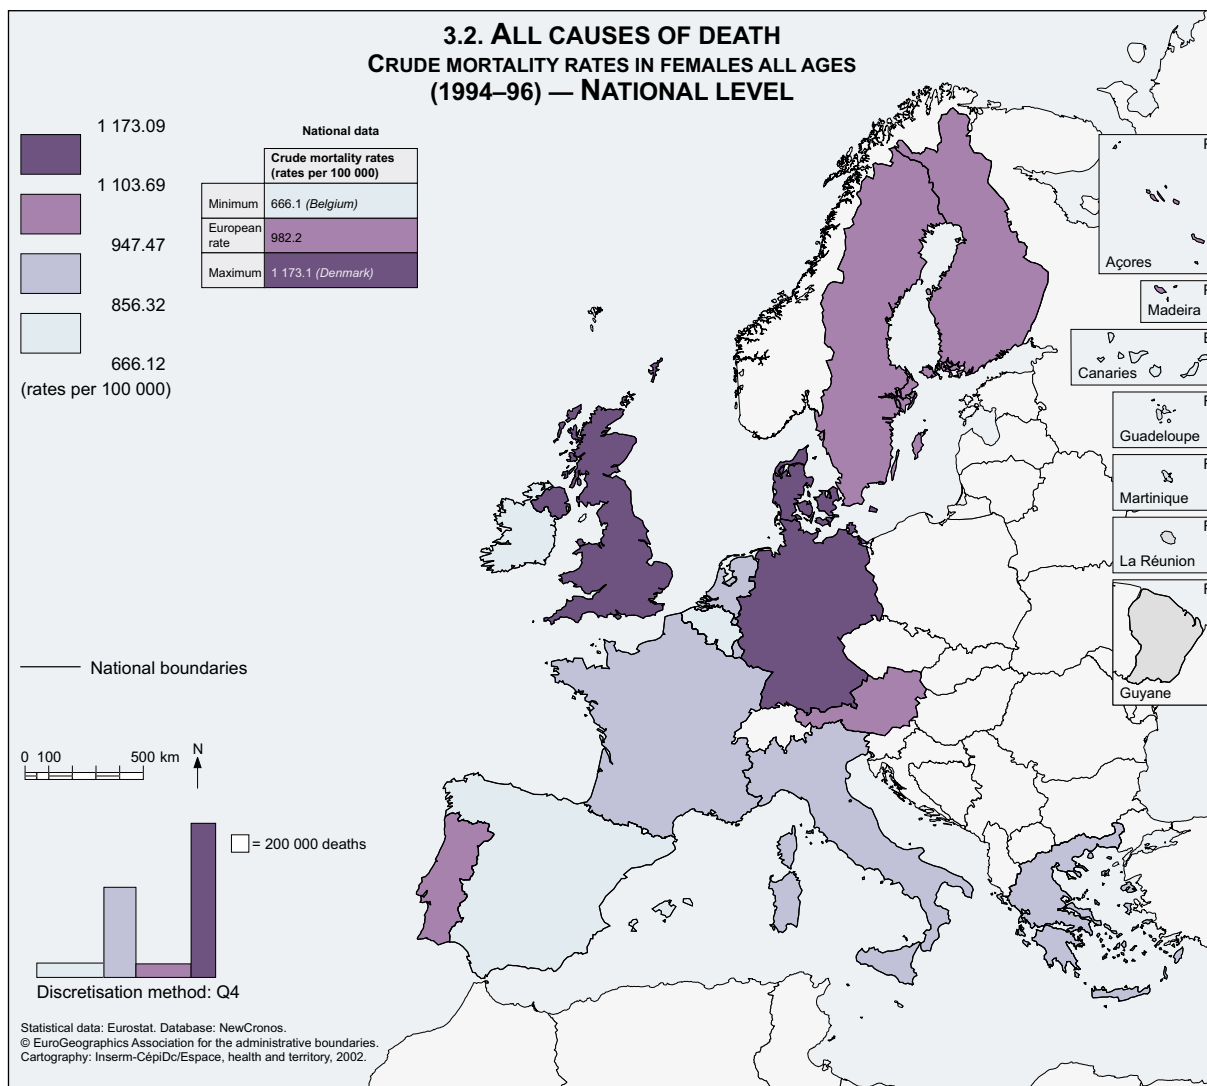 3.2. ALL CAUSES OF DEATH
CRUDE MORTALITY RATES IN FEMALES ALL AGES
(1994–96) — NATIONAL LEVEL
1 173.09
1 103.69
947.47
856.32
666.12
(rates per 100 000)
National data
Crude mortality rates
(rates per 100 000)
Minimum 666.1 (Belgium)
European
rate 982.2
Maximum 1 173.1 (Denmark)
Açores
Madeira
Canaries
Guadeloupe
Martinique
La Réunion
Guyane
National boundaries
0 100 500 km
N
= 200 000 deaths
Discretisation method: Q4
Statistical data: Eurostat. Database: NewCronos.
© EuroGeographics Association for the administrative boundaries.
Cartography: Inserm-CépiDc/Espace, health and territory, 2002.